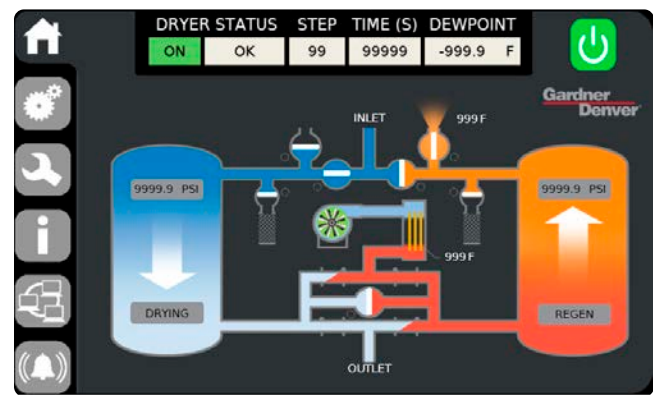 DRYER STATUS STEP TIME (S) DEWPOINT
ON OK 99 99999 -999.9 F
Gardner
Denver
INLET 999 F
9999.9 PSI 9999.9 PSI
999 F
DRYING REGEN
OUTLET